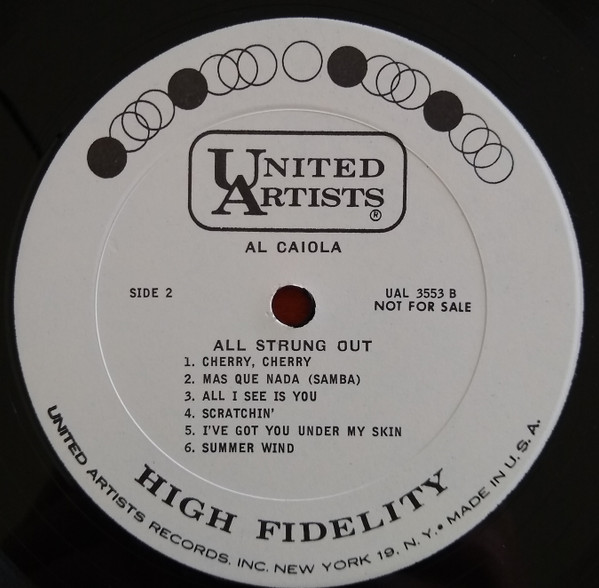 UNITED
ARTISTS
®
AL CAIOLA
SIDE 2
UAL 3553 B
NOT FOR SALE
ALL STRUNG OUT
1. CHERRY, CHERRY
2. MAS QUE NADA (SAMBA)
3. ALL I SEE IS YOU
4. SCRATCHIN'
5. I'VE GOT YOU UNDER MY SKIN
6. SUMMER WIND
HIGH FIDELITY
UNITED ARTISTS RECORDS, INC. NEW YORK 19, N. Y. • MADE IN U. S. A.